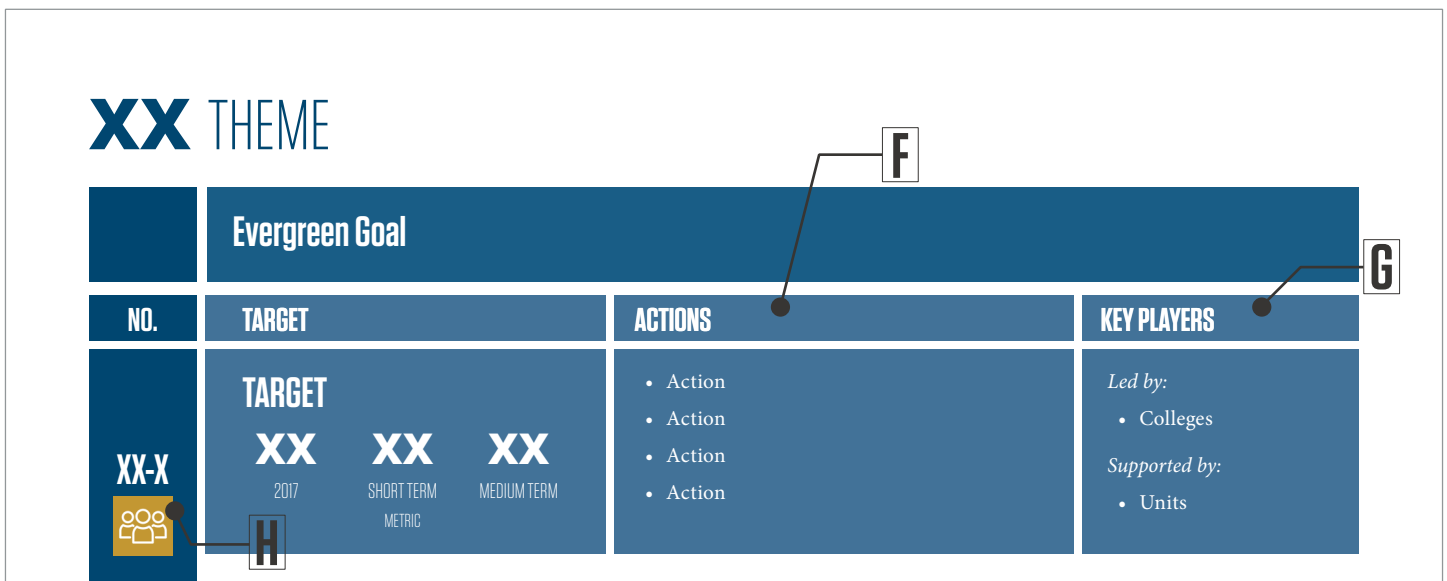 XX THEME
F
Evergreen Goal
G
NO. TARGET ACTIONS KEY PLAYERS
TARGET
XX XX XX
2017 SHORT TERM MEDIUM TERM
METRIC
• Action
• Action
• Action
• Action
Led by:
• Colleges
Supported by:
• Units
XX-X
H